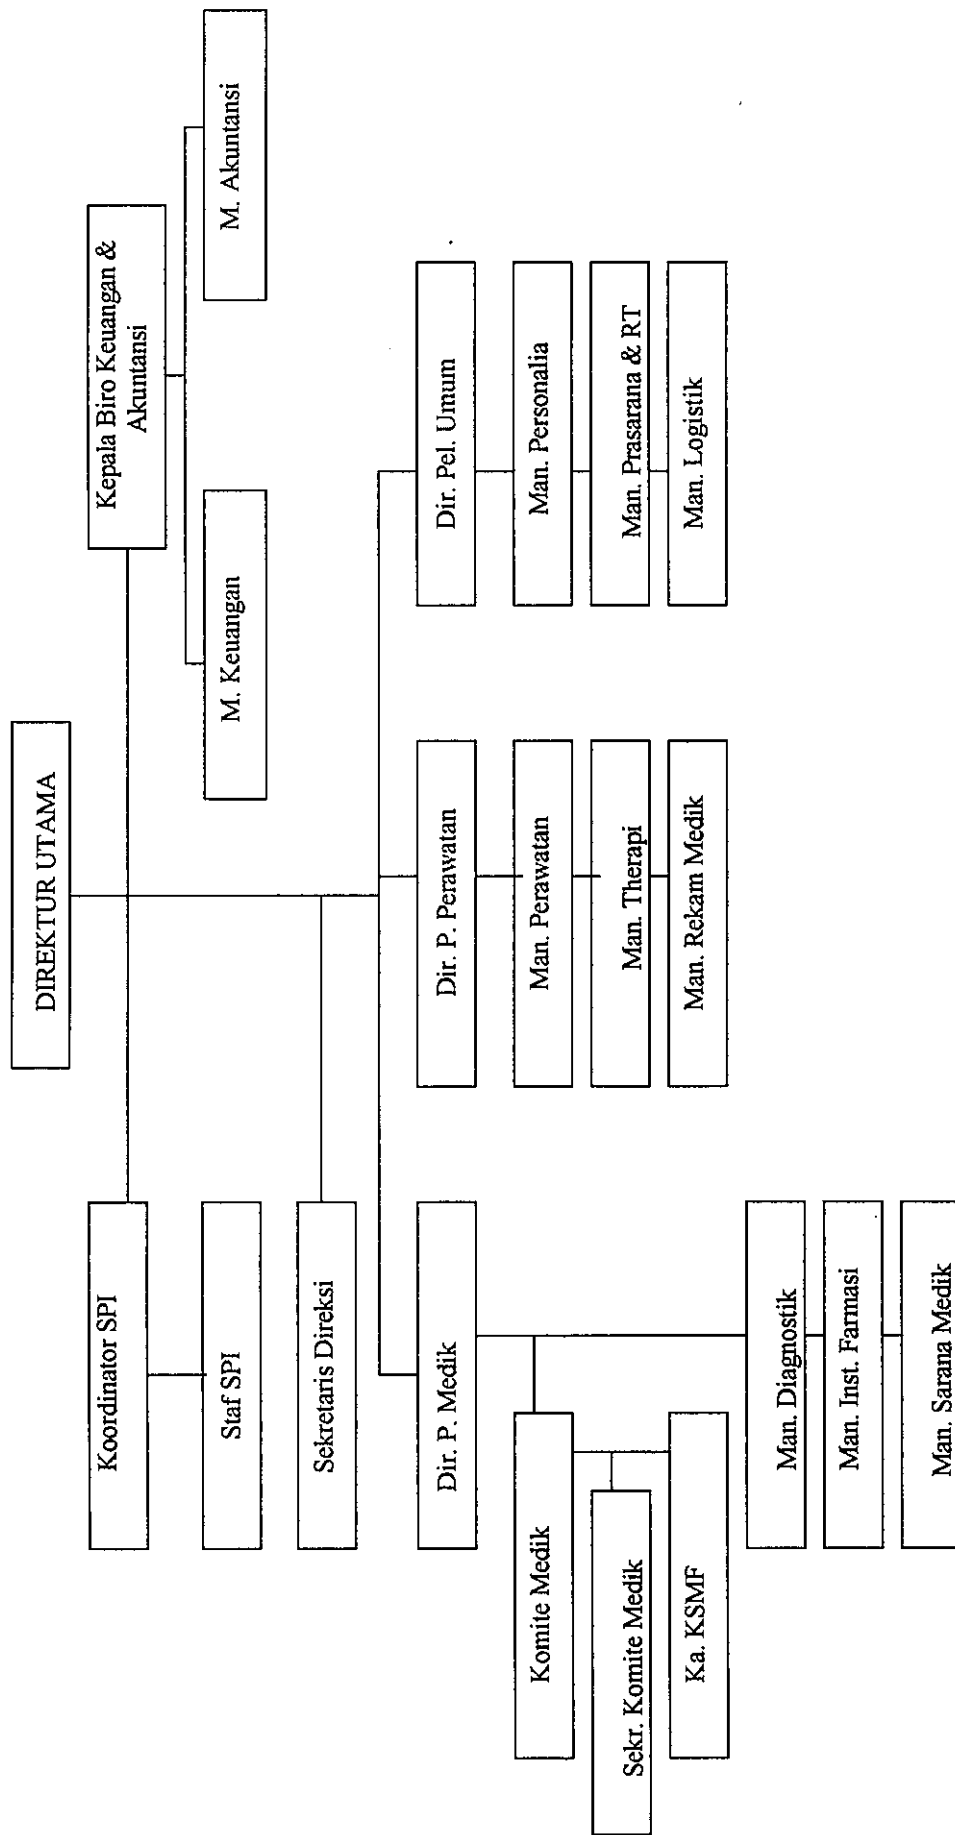 DIREKTUR UTAMA
Koordinator SPI
Kepala Biro Keuangan &
Akuntansi
Staf SPI
M. Keuangan
M. Akuntansi
Sekretaris Direksi
Dir. P. Medik
Dir. P. Perawatan
Dir. Pel. Umum
Komite Medik
Man. Perawatan
Man. Personalia
Sekr. Komite Medik
Man. Therapi
Man. Prasarana & RT
Ka. KSMF
Man. Rekam Medik
Man. Logistik
Man. Diagnostik
Man. Inst. Farmasi
Man. Sarana Medik